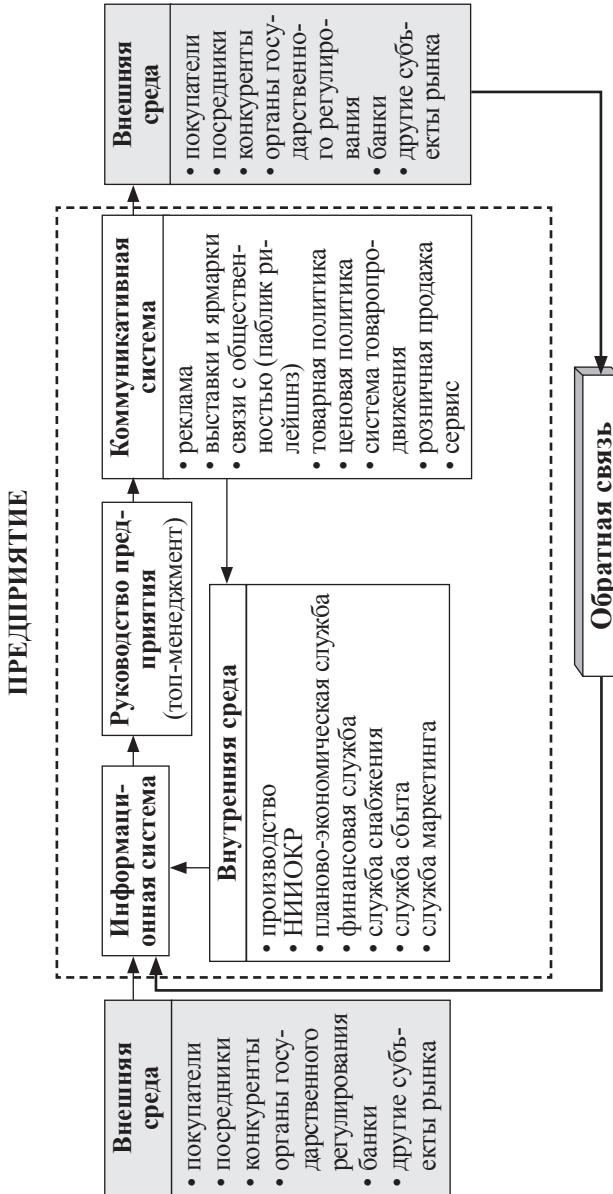 ПРЕДПРИЯТИЕ
Внешняя
среда
• покупатели
• посредники
• конкуренты
• органы госу-
дарственного
регулирования
• банки
• другие субъ-
екты рынка
Информаци-
онная система
Руководство пред-
приятия
(топ-менеджмент)
Внутренняя среда
• производство
• НИИОКР
• планово-экономическая служба
• финансовая служба
• служба снабжения
• служба сбыта
• служба маркетинга
Коммуникативная
система
• реклама
• выставки и ярмарки
• связи с обществен-
ностью (паблик ри-
лейшнз)
• товарная политика
• ценовая политика
• система товаропро-
движения
• розничная продажа
• сервис
Внешняя
среда
• покупатели
• посредники
• конкуренты
• органы госу-
дарственно-
го регулиро-
вания
• банки
• другие субъ-
екты рынка
Обратная связь